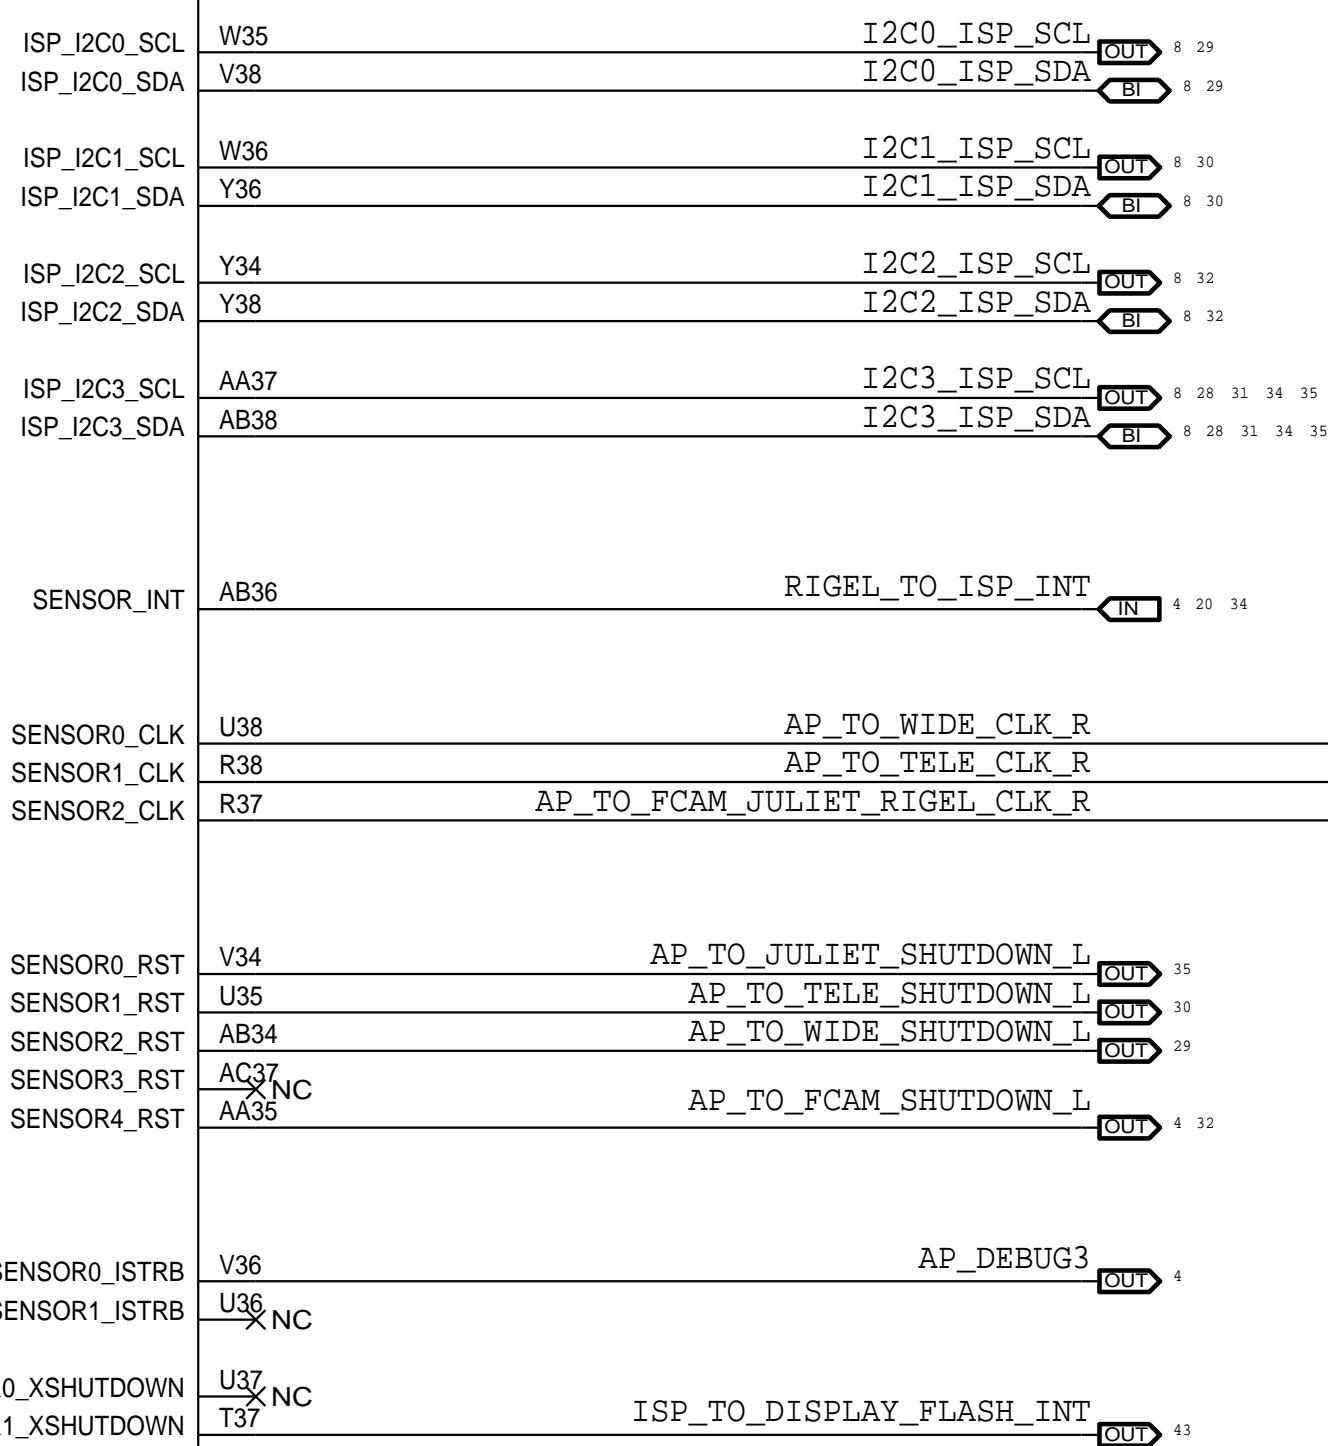 ISP_I2C0_SCL W35 I2C0_ISP_SCL OUT 8 29
ISP_I2C0_SDA V38 I2C0_ISP_SDA BI 8 29
ISP_I2C1_SCL W36 I2C1_ISP_SCL OUT 8 30
ISP_I2C1_SDA Y36 I2C1_ISP_SDA BI 8 30
ISP_I2C2_SCL Y34 I2C2_ISP_SCL OUT 8 32
ISP_I2C2_SDA Y38 I2C2_ISP_SDA BI 8 32
ISP_I2C3_SCL AA37 I2C3_ISP_SCL OUT 8 28 31 34 35
ISP_I2C3_SDA AB38 I2C3_ISP_SDA BI 8 28 31 34 35
SENSOR_INT AB36 RIGEL_TO_ISP_INT IN 4 20 34
SENSOR0_CLK U38 AP_TO_WIDE_CLK_R
SENSOR1_CLK R38 AP_TO_TELE_CLK_R
SENSOR2_CLK R37 AP_TO_FCAM_JULIET_RIGEL_CLK_R
SENSOR0_RST V34 AP_TO_JULIET_SHUTDOWN_L OUT 35
SENSOR1_RST U35 AP_TO_TELE_SHUTDOWN_L OUT 30
SENSOR2_RST AB34 AP_TO_WIDE_SHUTDOWN_L OUT 29
SENSOR3_RST AC37 NC
SENSOR4_RST AA35 AP_TO_FCAM_SHUTDOWN_L OUT 4 32
SENSOR0_ISTRB V36 AP_DEBUG3 OUT 4
SENSOR1_ISTRB U36 NC
0_XSHUTDOWN U37 NC
1_XSHUTDOWN T37 ISP_TO_DISPLAY_FLASH_INT OUT 43